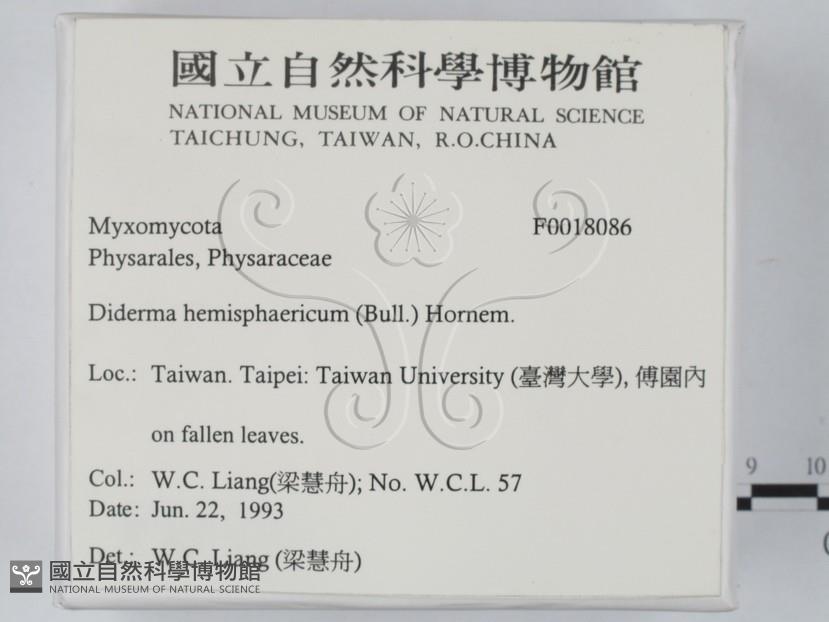 國立自然科學博物館
NATIONAL MUSEUM OF NATURAL SCIENCE
TAICHUNG, TAIWAN, R.O.CHINA
Myxomycota F0018086
Physarales, Physaraceae
Diderma hemisphaericum (Bull.) Hornem.
Loc.: Taiwan. Taipei: Taiwan University (臺灣大學), 傅園內
on fallen leaves.
Col.: W.C. Liang(梁慧舟); No. W.C.L. 57
Date: Jun. 22, 1993
Det.: W.C. Liang (梁慧舟)
國立自然科學博物館
NATIONAL MUSEUM OF NATURAL SCIENCE
9 10